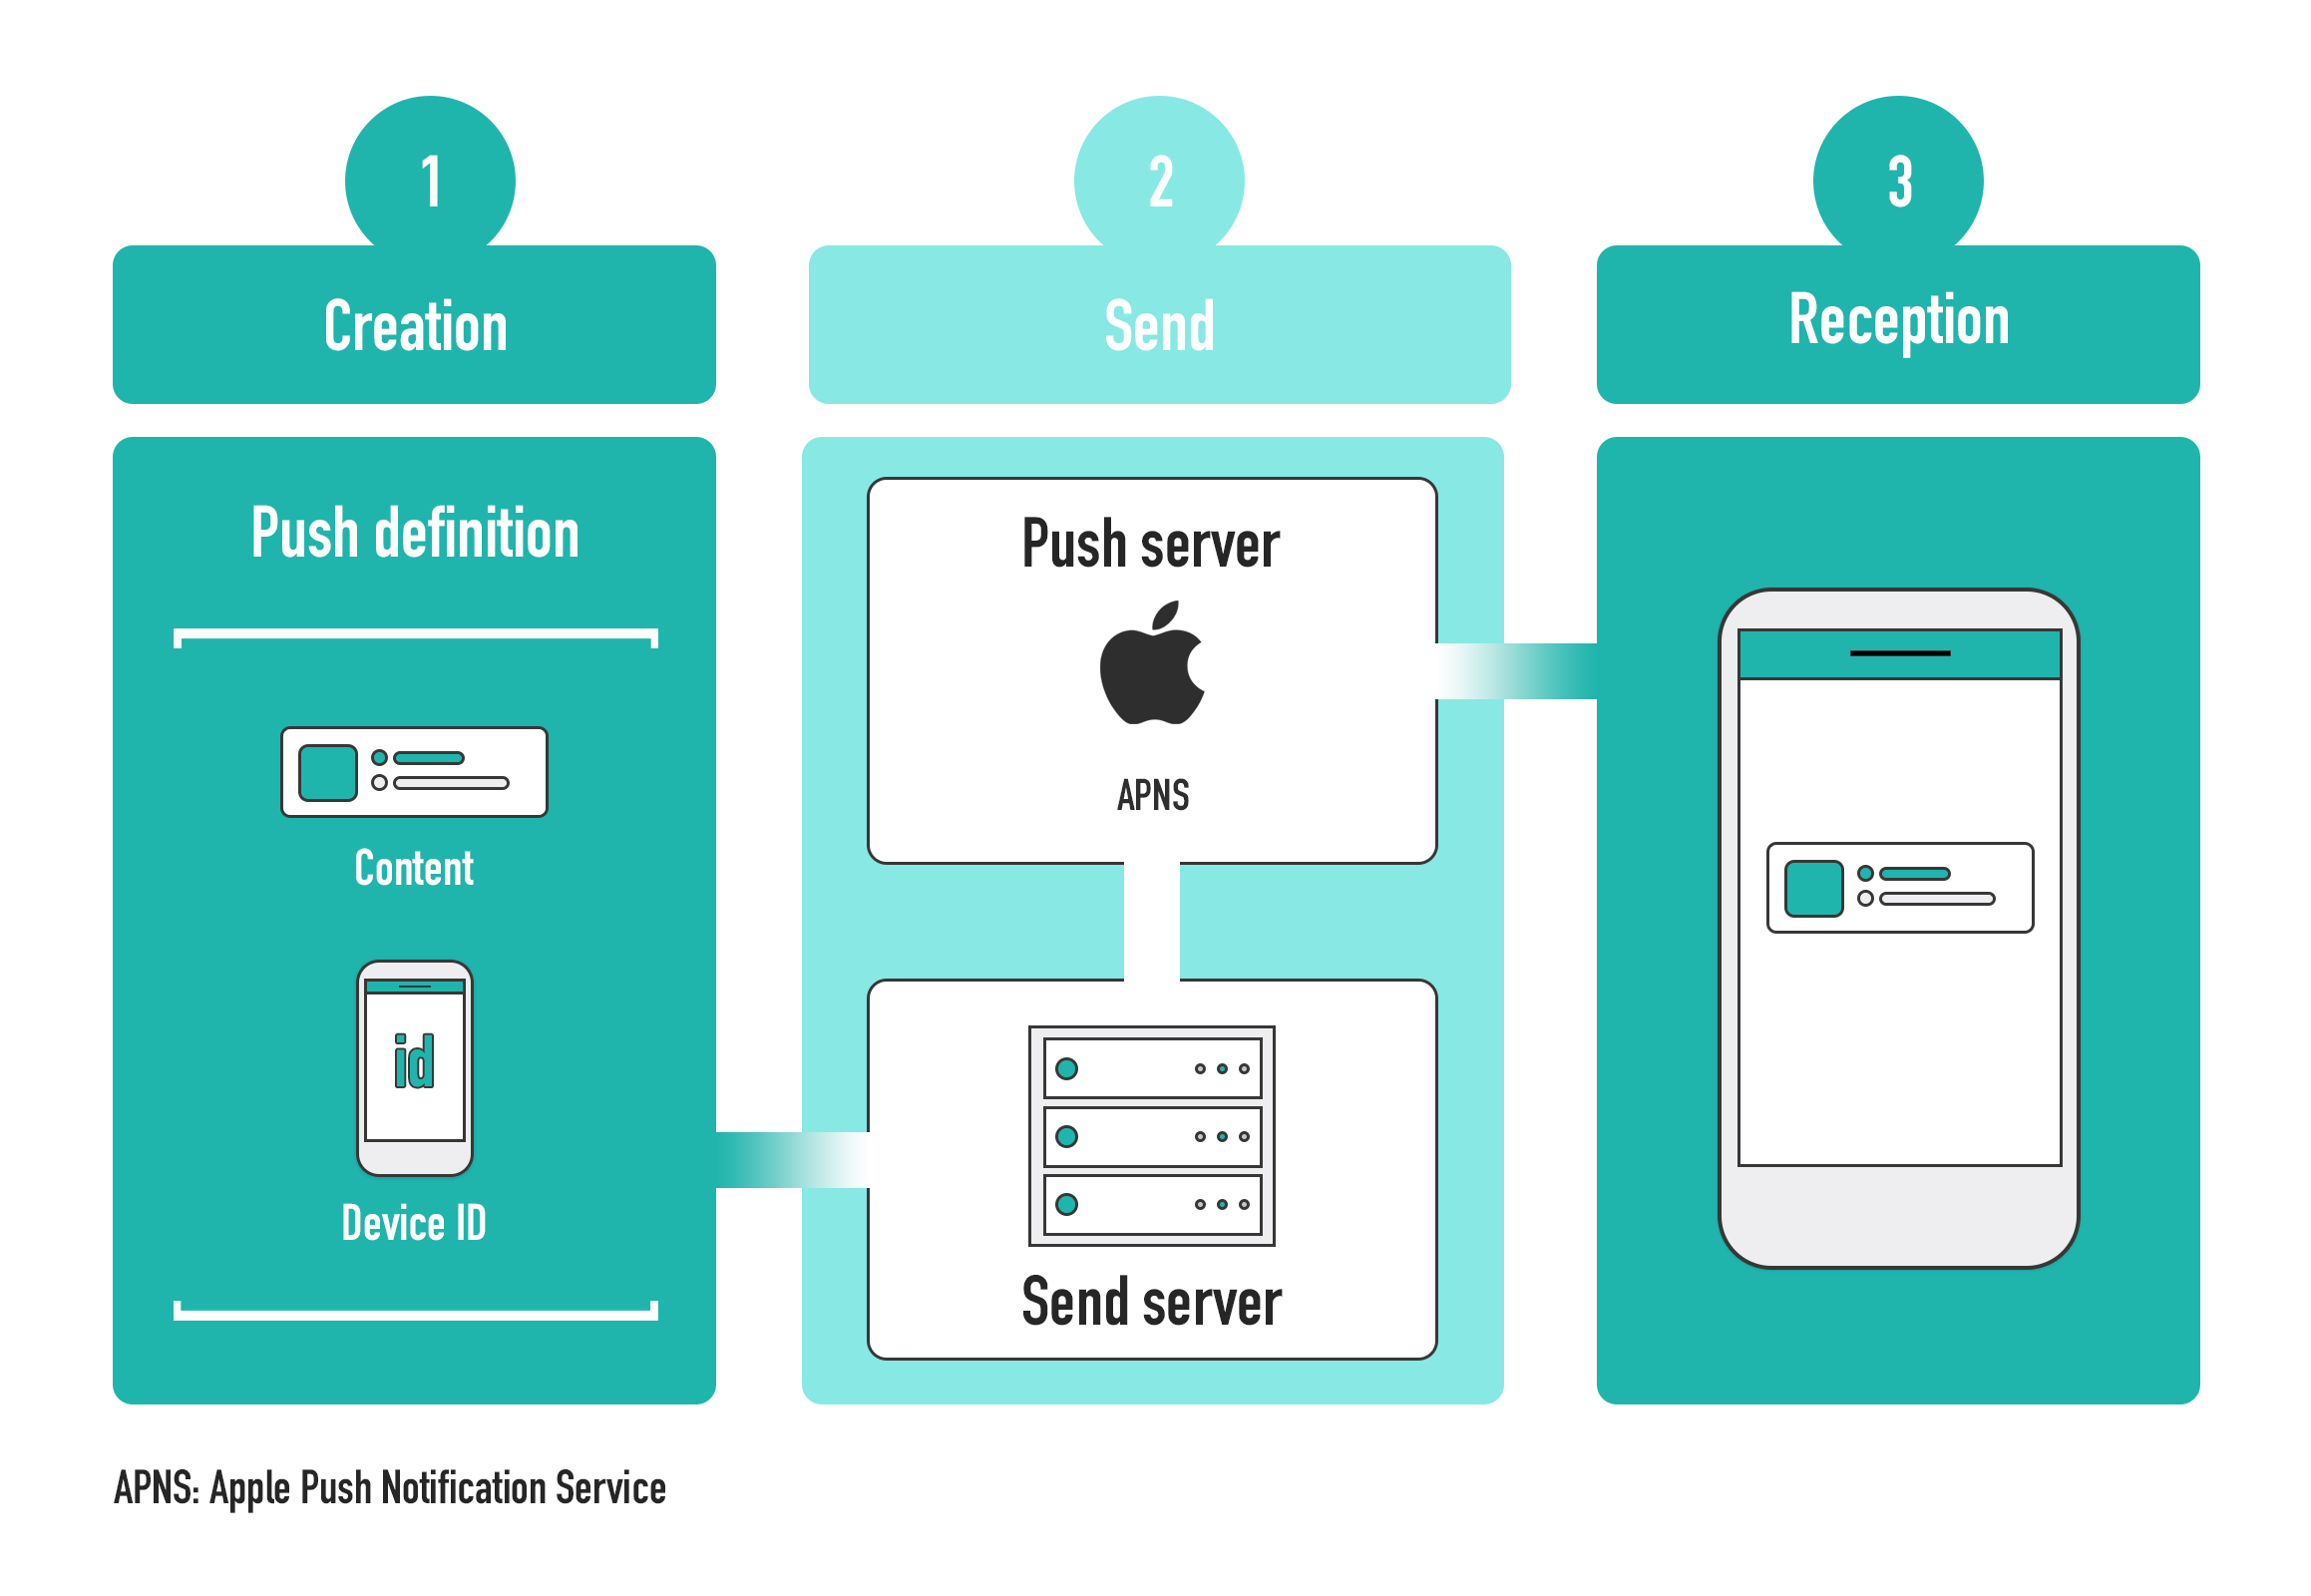 1
Creation
Push definition
Content
id
Device ID
2
Send
Push server
APNS
Send server
3
Reception
APNS: Apple Push Notification Service